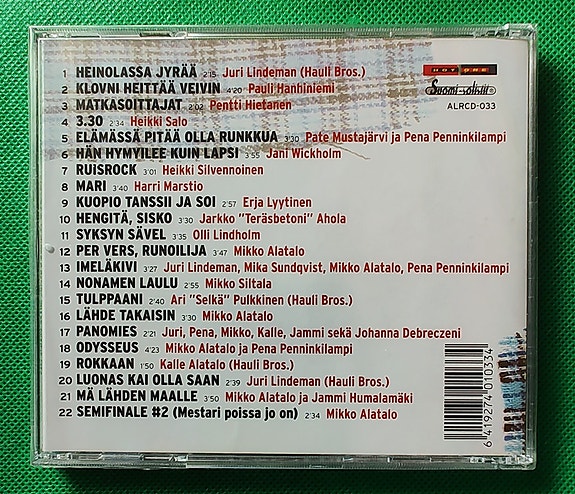 HOT ONE
Suomi-soikoon
ALRCD-033
1 HEINOLASSA JYRÄÄ 2:15 Juri Lindeman (Hauli Bros.)
2 KLOVNI HEITTÄÄ VEIVIN 4:20 Pauli Hanhiniemi
3 MATKASOITTAJAT 2:02 Pentti Hietanen
4 3.30 2:34 Heikki Salo
5 ELÄMÄSSÄ PITÄÄ OLLA RUNKKUA 3:30 Pate Mustajärvi ja Pena Penninkilampi
6 HÄN HYMYILEE KUIN LAPSI 3:55 Jani Wickholm
7 RUISROCK 3:01 Heikki Silvennoinen
8 MARI 3:40 Harri Marstio
9 KUOPIO TANSSII JA SOI 2:57 Erja Lyytinen
10 HENGITÄ, SISKO 3:30 Jarkko "Teräsbetoni" Ahola
11 SYKSYN SÄVEL 3:35 Olli Lindholm
12 PER VERS, RUNOILIJA 3:47 Mikko Alatalo
13 IMELÄKIVI 3:27 Juri Lindeman, Mika Sundqvist, Mikko Alatalo, Pena Penninkilampi
14 NONAMEN LAULU 2:55 Mikko Siltala
15 TULPPAANI 2:40 Ari "Selkä" Pulkkinen (Hauli Bros.)
16 LÄHDE TAKAISIN 3:30 Mikko Alatalo
17 PANOMIES 2:21 Juri, Pena, Mikko, Kalle, Jammi sekä Johanna Debreczeni
18 ODYSSEUS 4:23 Mikko Alatalo ja Pena Penninkilampi
19 ROKKAAN 1:50 Kalle Alatalo (Hauli Bros.)
20 LUONAS KAI OLLA SAAN 2:39 Juri Lindeman (Hauli Bros.)
21 MÄ LÄHDEN MAALLE 3:50 Mikko Alatalo ja Jammi Humalamäki
22 SEMIFINALE #2 (Mestari poissa jo on) 2:34 Mikko Alatalo
6 419274 010334